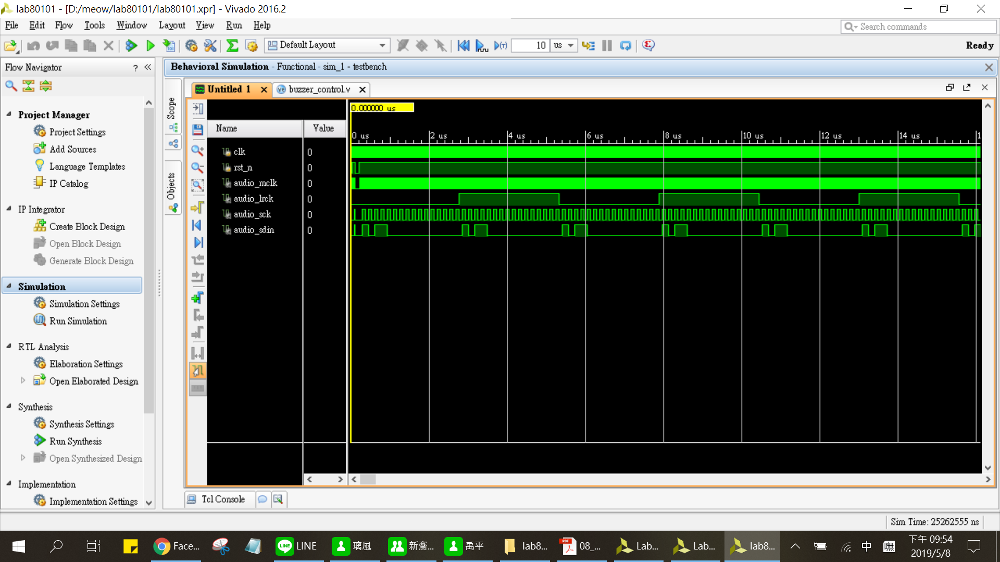 lab80101 - [D:/meow/lab80101/lab80101.xpr] - Vivado 2016.2
File Edit Flow Tools Window Layout View Run Help
Search commands
Default Layout
10 us
Ready
Flow Navigator
Behavioral Simulation - Functional - sim_1 - testbench
Untitled 1
buzzer_control.v
Scope
Objects
Project Manager
Project Settings
Add Sources
Language Templates
IP Catalog
IP Integrator
Create Block Design
Open Block Design
Generate Block Design
Simulation
Simulation Settings
Run Simulation
RTL Analysis
Elaboration Settings
Open Elaborated Design
Synthesis
Synthesis Settings
Run Synthesis
Open Synthesized Design
Implementation
Implementation Settings
0.000000 us
Name Value
0 us 2 us 4 us 6 us 8 us 10 us 12 us 14 us 1
clk 0
rst_n 0
audio_mclk 0
audio_lrck 0
audio_sck 0
audio_sdin 0
Tcl Console
Sim Time: 25262555 ns
Face...
LINE
璃風
新齋...
禹平
lab8...
08_...
Lab...
Lab...
lab8...
中
下午 09:54
2019/5/8